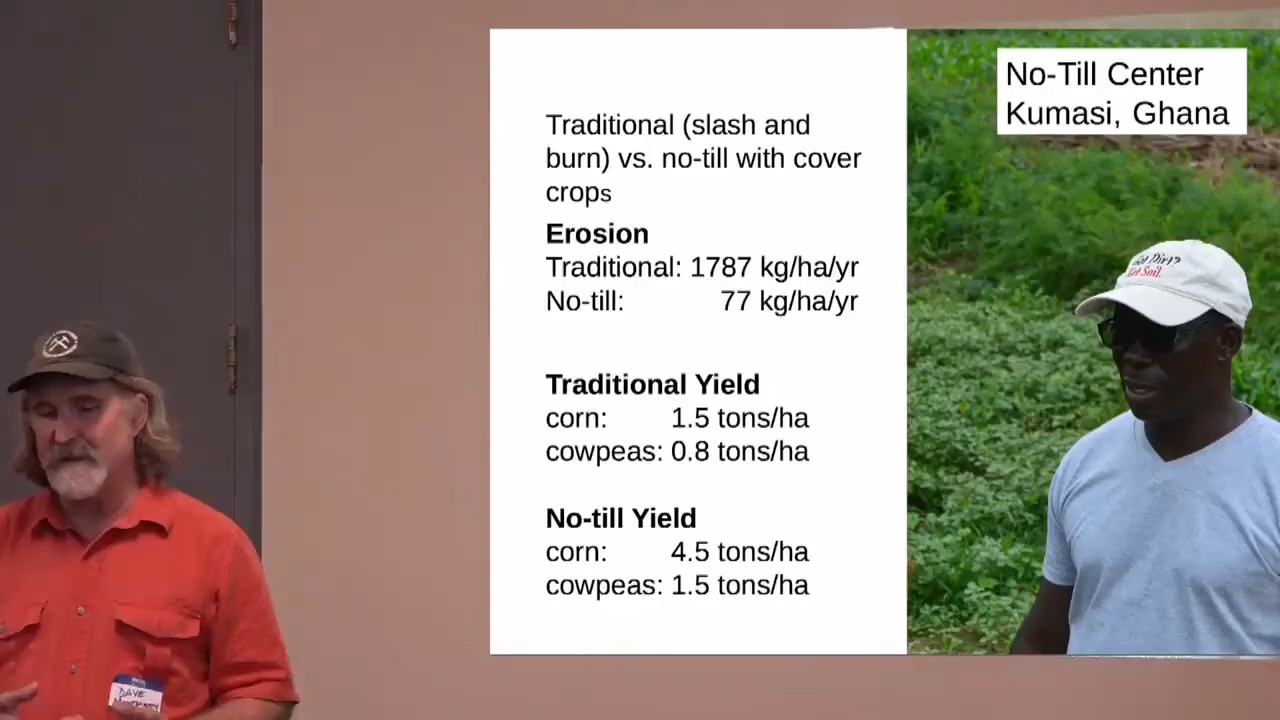 Traditional (slash and
burn) vs. no-till with cover
crops
Erosion
Traditional: 1787 kg/ha/yr
No-till: 77 kg/ha/yr
Traditional Yield
corn: 1.5 tons/ha
cowpeas: 0.8 tons/ha
No-till Yield
corn: 4.5 tons/ha
cowpeas: 1.5 tons/ha
No-Till Center
Kumasi, Ghana
Dirt?
Soil.
DAVE